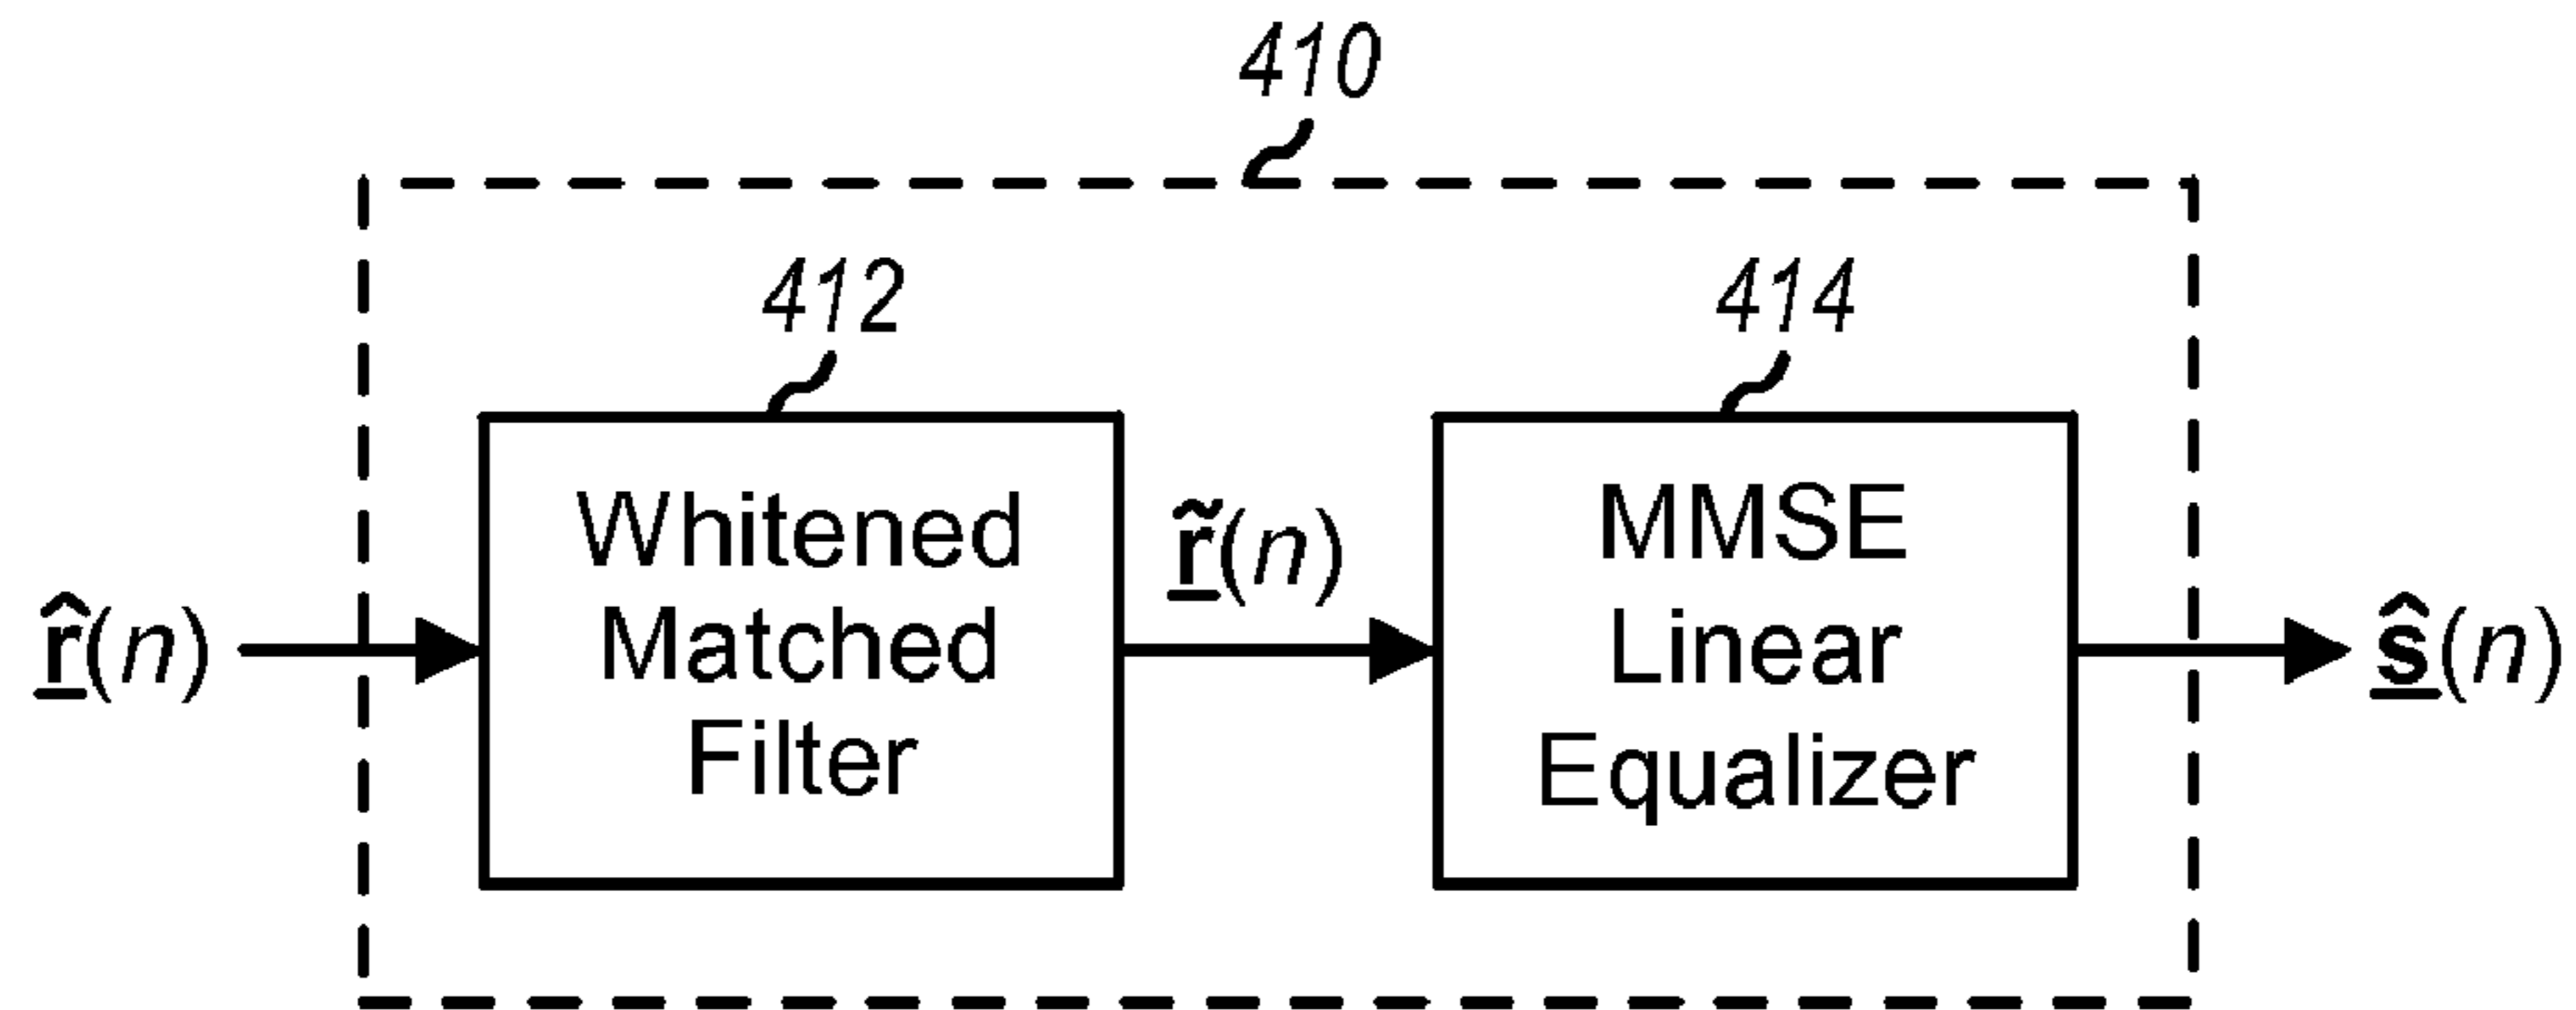 410
412
414
Whitened
Matched
Filter
MMSE
Linear
Equalizer
r̲̂(n)
r̲̃(n)
ŝ̲(n)